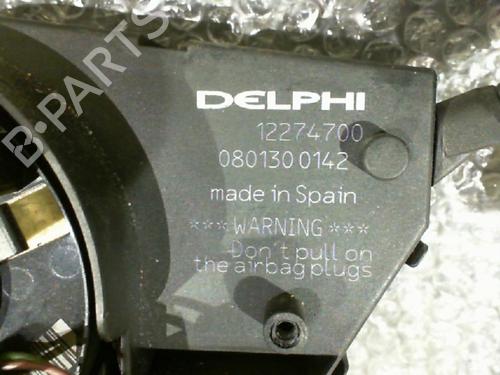 B-PARTS
DELPHI
12274700
080130 0142
made in Spain
*** WARNING ***
Don't pull on
the airbag plugs